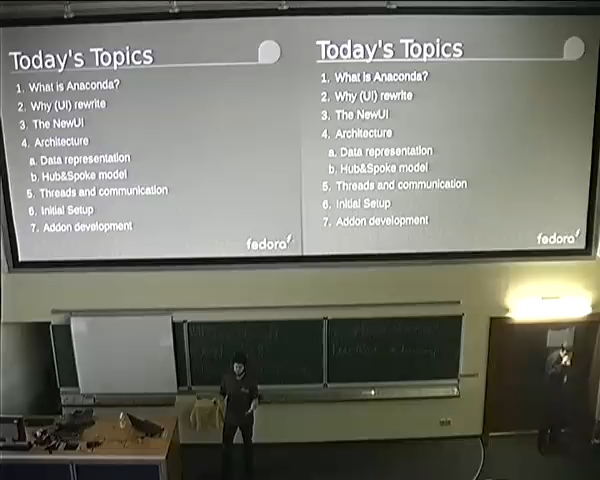 Today's Topics
1. What is Anaconda?
2. Why (UI) rewrite
3. The NewUI
4. Architecture
a. Data representation
b. Hub&Spoke model
5. Threads and communication
6. Initial Setup
7. Addon development
fedora
Today's Topics
1. What is Anaconda?
2. Why (UI) rewrite
3. The NewUI
4. Architecture
a. Data representation
b. Hub&Spoke model
5. Threads and communication
6. Initial Setup
7. Addon development
fedora